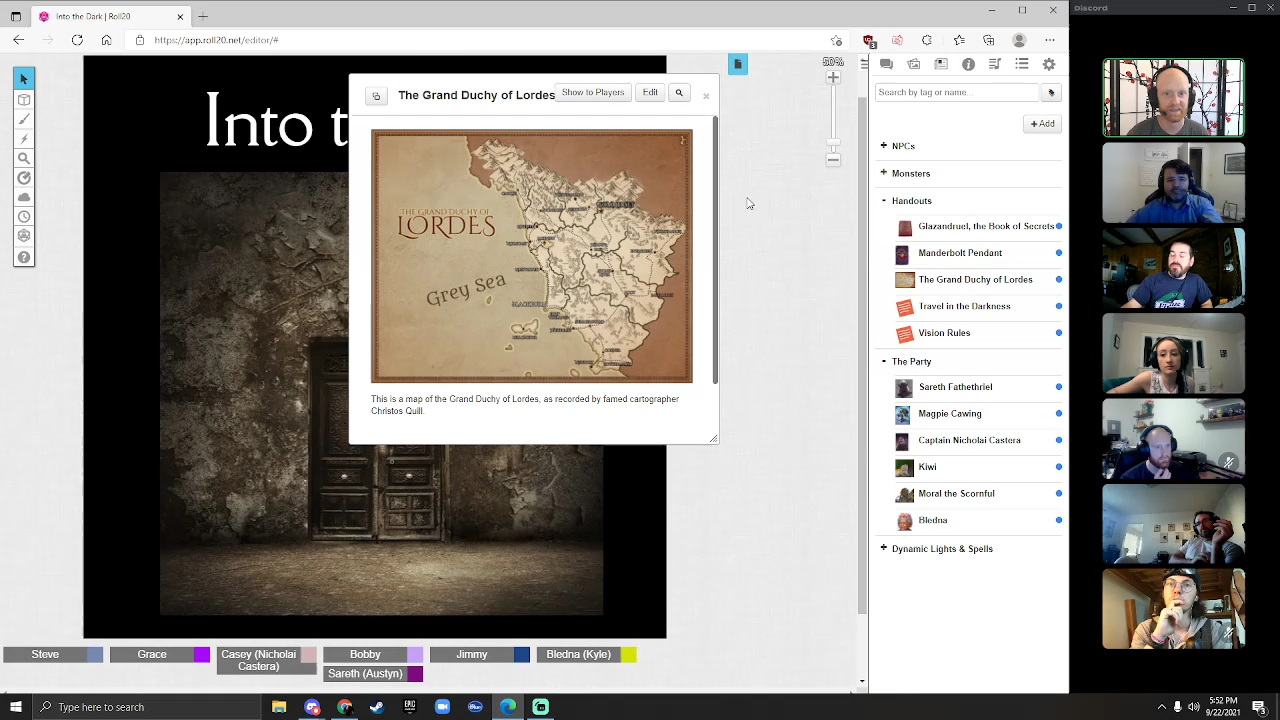 Into the Dark | Roll20
Discord
https://app.roll20.net/editor/#
3
Into t
The Grand Duchy of Lordes
Show to Players
Edit
THE GRAND DUCHY OF
LORDES
Grey Sea
BLACKBURN
This is a map of the Grand Duchy of Lordes, as recorded by famed cartographer
Christos Quill.
50%
Search by tag or name...
+ Add
NPCs
Monsters
Handouts
Glazandruel, the Book of Secrets
Manderbolt Pendant
The Grand Duchy of Lordes
Travel in the Darkness
Vision Rules
The Party
Sareth Fathethriel
Magpie Cawing
Captain Nicholai Castera
Kiwi
Moral the Scornful
Bledna
Dynamic Lights & Spells
Steve
Grace
Casey (Nicholai
Castera)
Bobby
Jimmy
Bledna (Kyle)
Sareth (Austyn)
Type here to search
EPIC
5:52 PM
9/22/2021
3